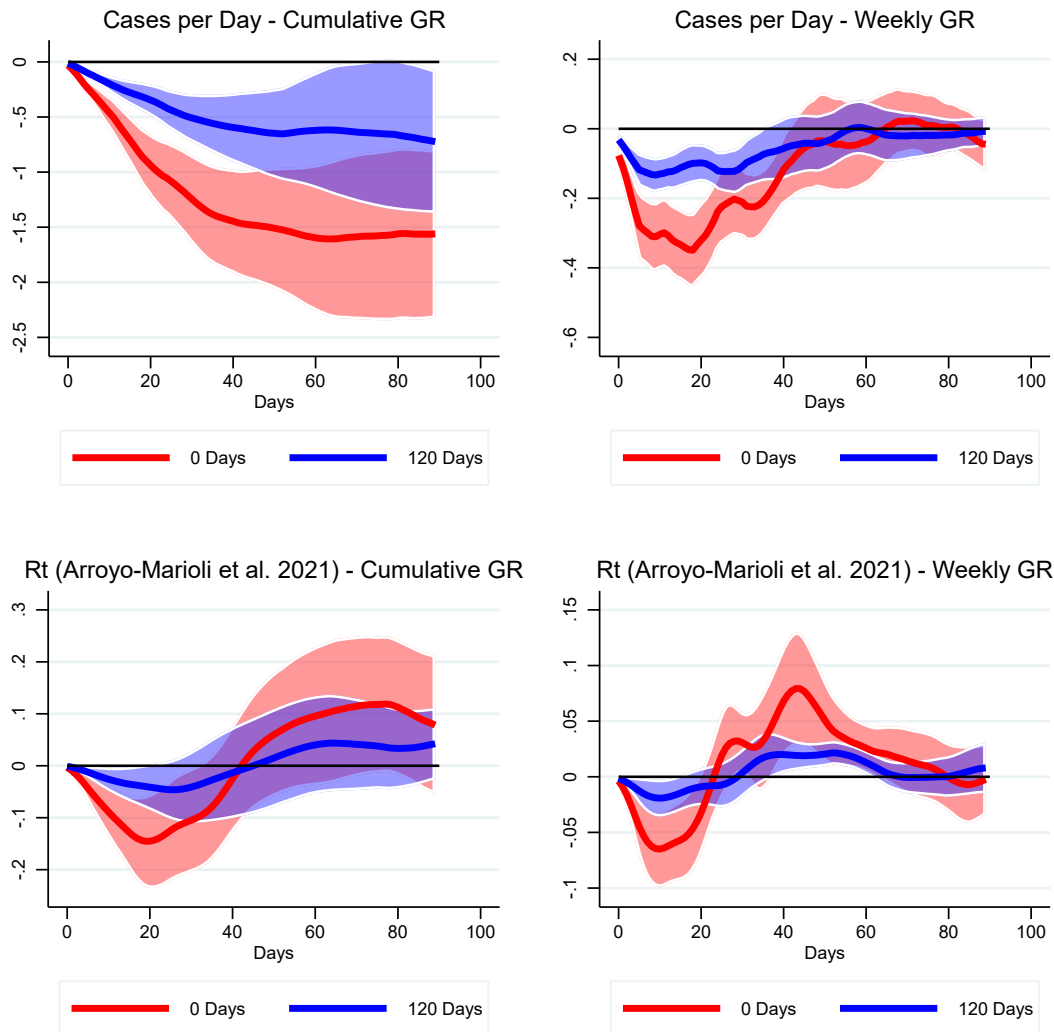 Cases per Day - Cumulative GR
0
-.5
-1
-1.5
-2
-2.5
0 20 40 60 80 100
Days
0 Days 120 Days
Cases per Day - Weekly GR
.2
0
-.2
-.4
-.6
0 20 40 60 80 100
Days
0 Days 120 Days
Rt (Arroyo-Marioli et al. 2021) - Cumulative GR
.3
.2
.1
0
-.1
-.2
0 20 40 60 80 100
Days
0 Days 120 Days
Rt (Arroyo-Marioli et al. 2021) - Weekly GR
.15
.1
.05
0
-.05
-.1
0 20 40 60 80 100
Days
0 Days 120 Days